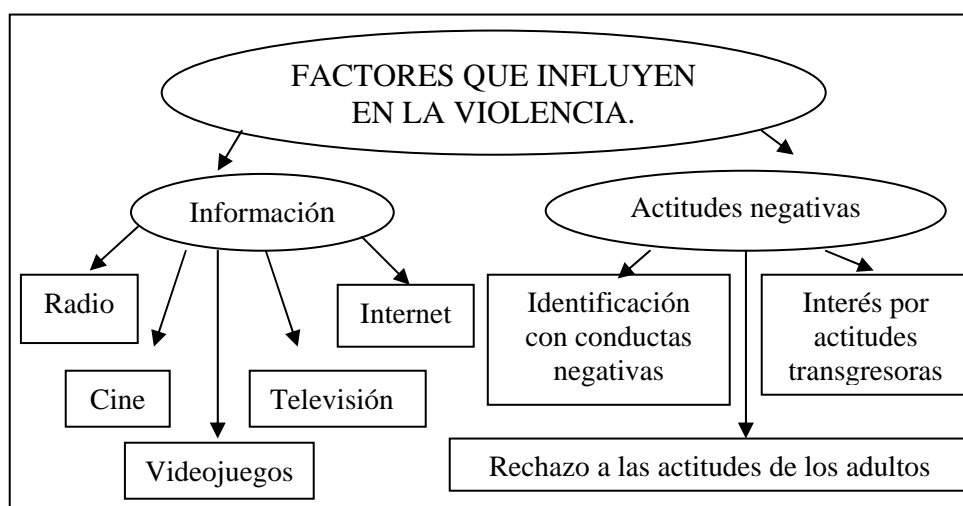 FACTORES QUE INFLUYEN
EN LA VIOLENCIA.
Información
Actitudes negativas
Radio
Cine
Videojuegos
Televisión
Internet
Identificación
con conductas
negativas
Rechazo a las actitudes de los adultos
Interés por
actitudes
transgresoras